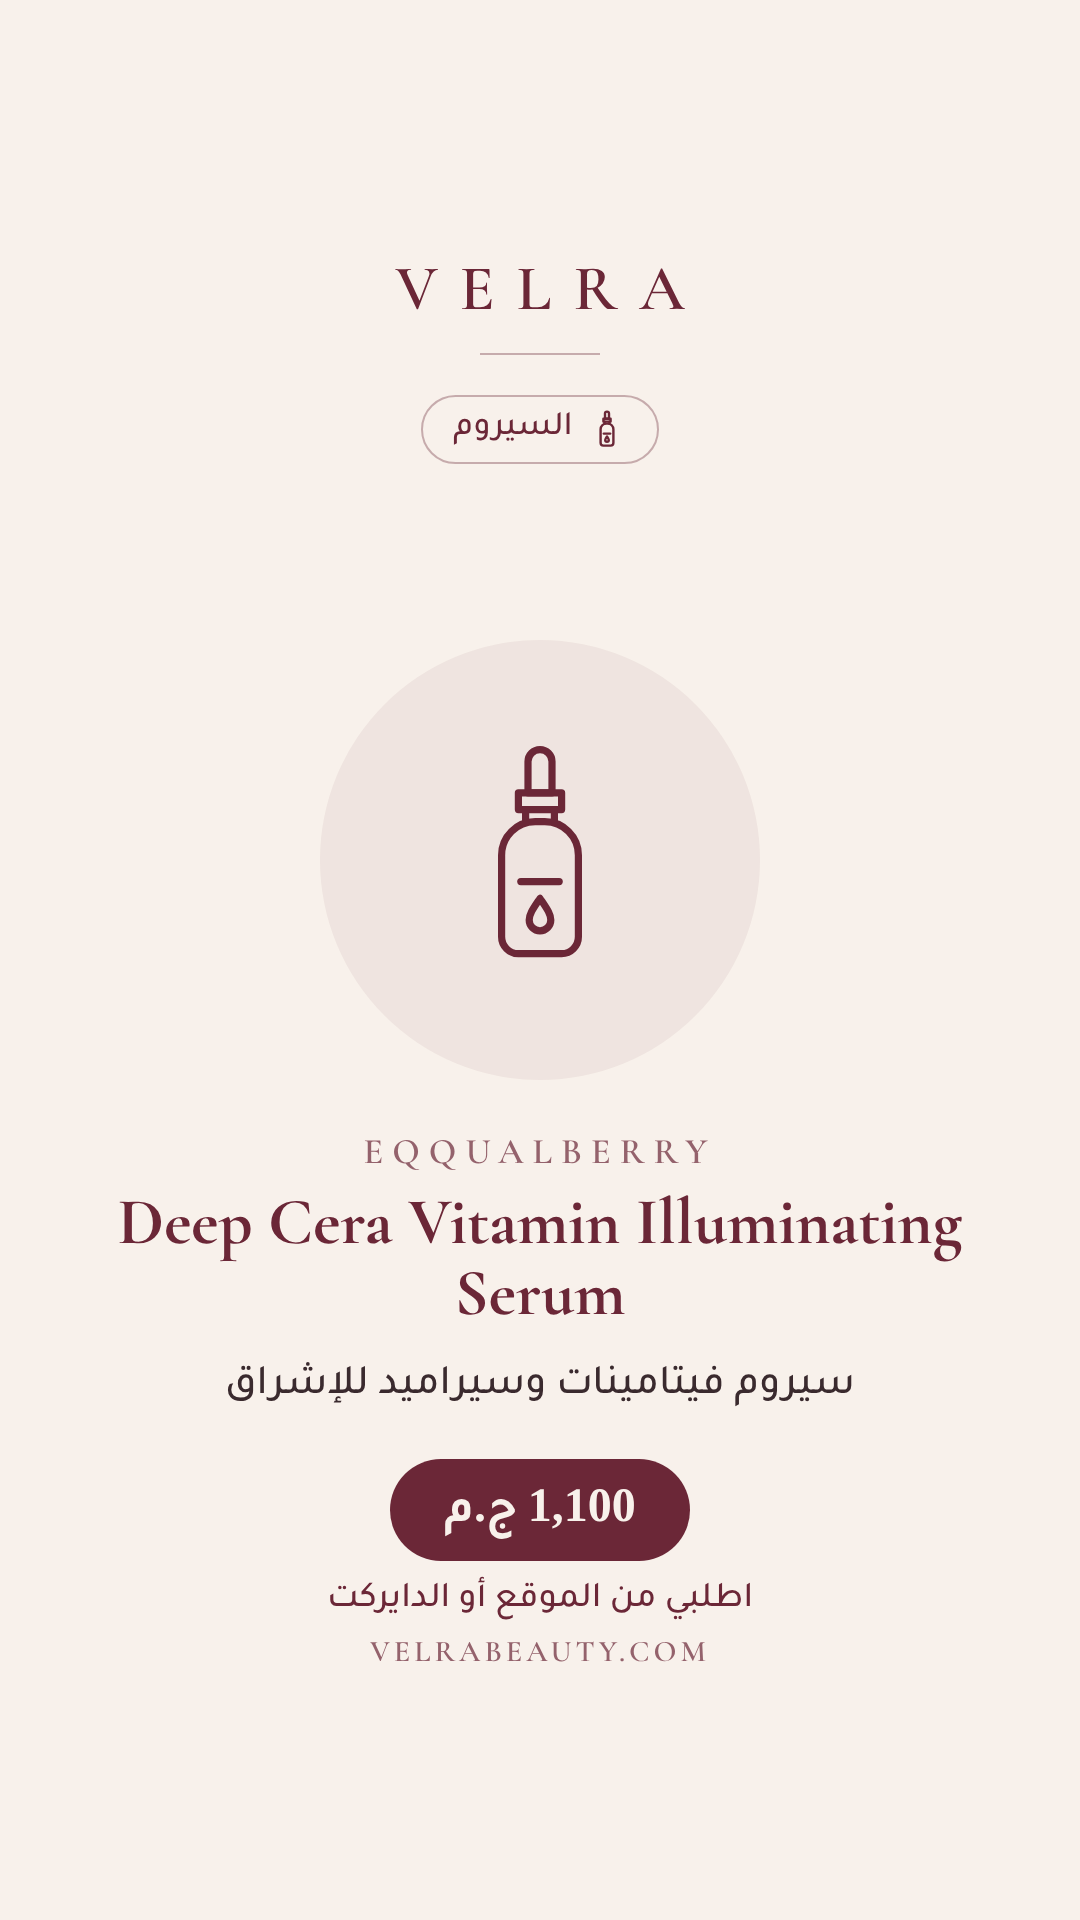 VELRA
السيروم
EQQUALBERRY
Deep Cera Vitamin Illuminating
Serum
سيروم فيتامينات وسيراميد للإشراق
1,100 ج.م
اطلبي من الموقع أو الدايركت
VELRABEAUTY.COM